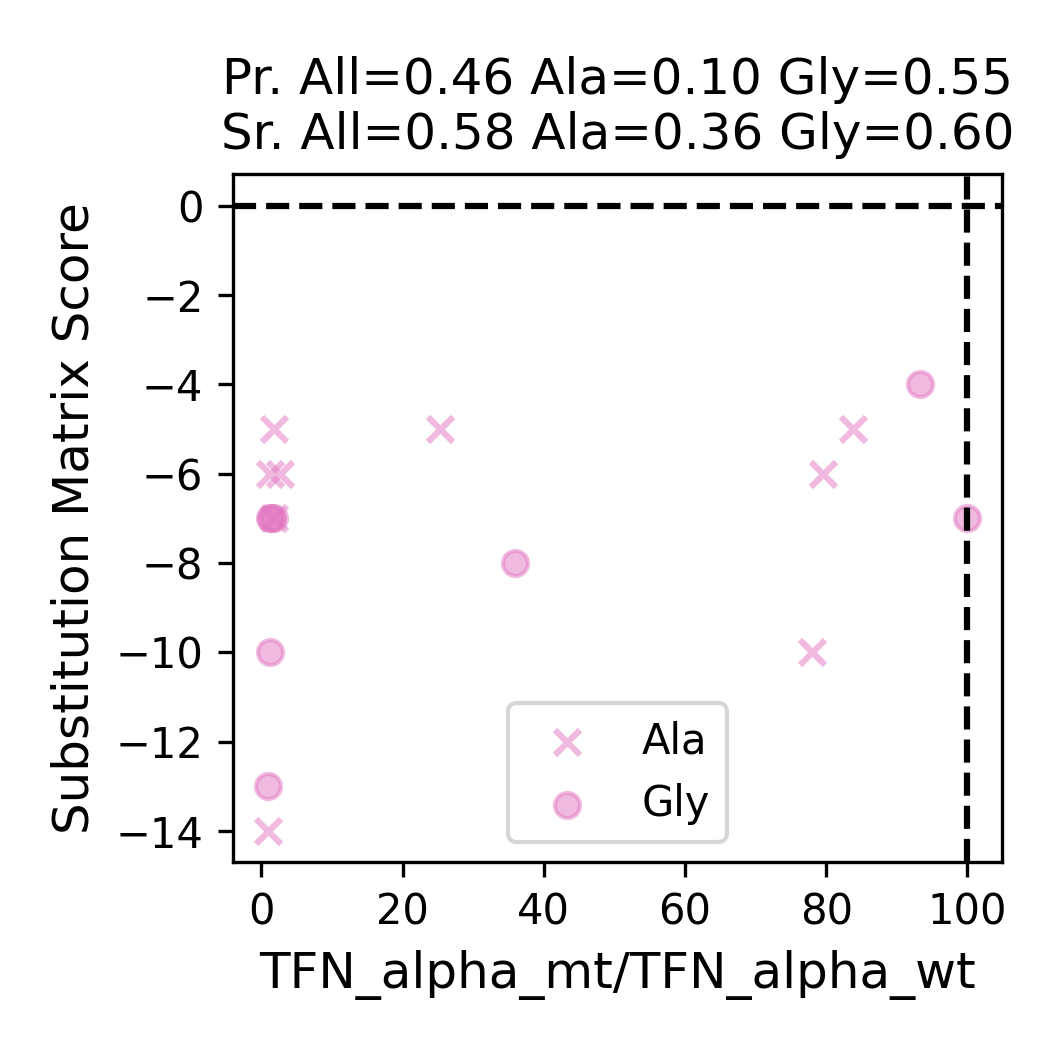 Pr. All=0.46 Ala=0.10 Gly=0.55
Sr. All=0.58 Ala=0.36 Gly=0.60
Substitution Matrix Score
0
−2
−4
−6
−8
−10
−12
−14
Ala
Gly
0 20 40 60 80 100
TFN_alpha_mt/TFN_alpha_wt